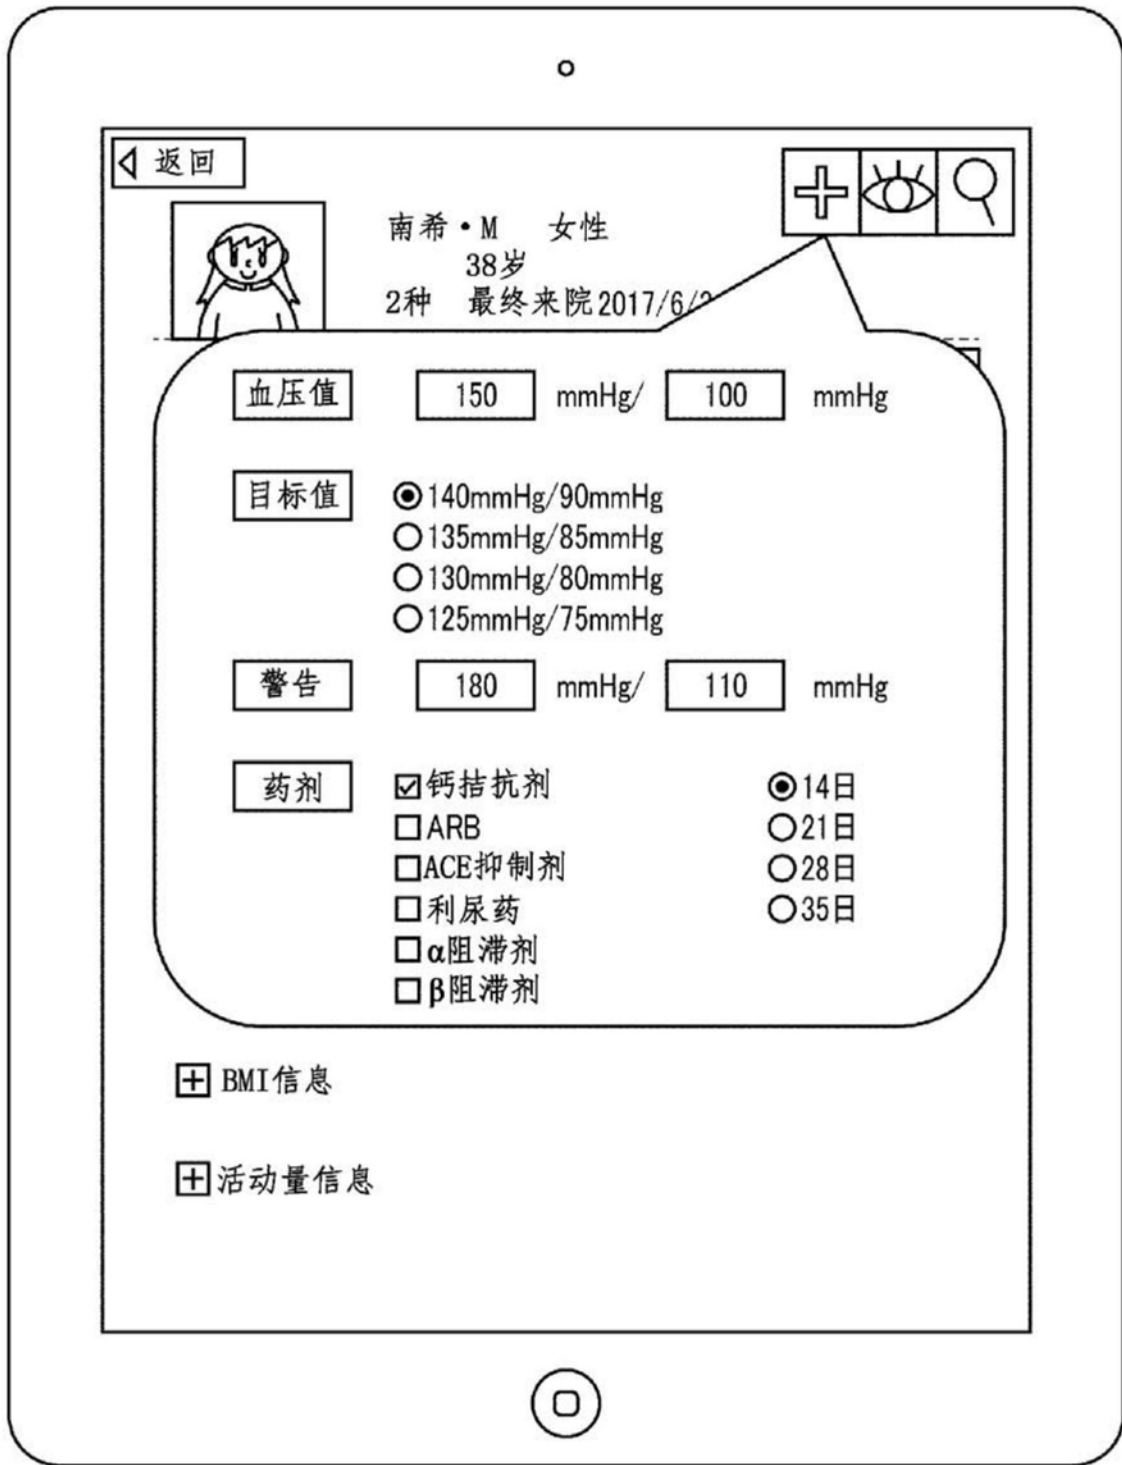 返回
南希·M 女性
38岁
2种 最终来院2017/6/
血压值 150 mmHg/ 100 mmHg
目标值 140mmHg/90mmHg
135mmHg/85mmHg
130mmHg/80mmHg
125mmHg/75mmHg
警告 180 mmHg/ 110 mmHg
药剂 钙拮抗剂 14日
ARB 21日
ACE抑制剂 28日
利尿药 35日
α阻滞剂
β阻滞剂
BMI信息
活动量信息